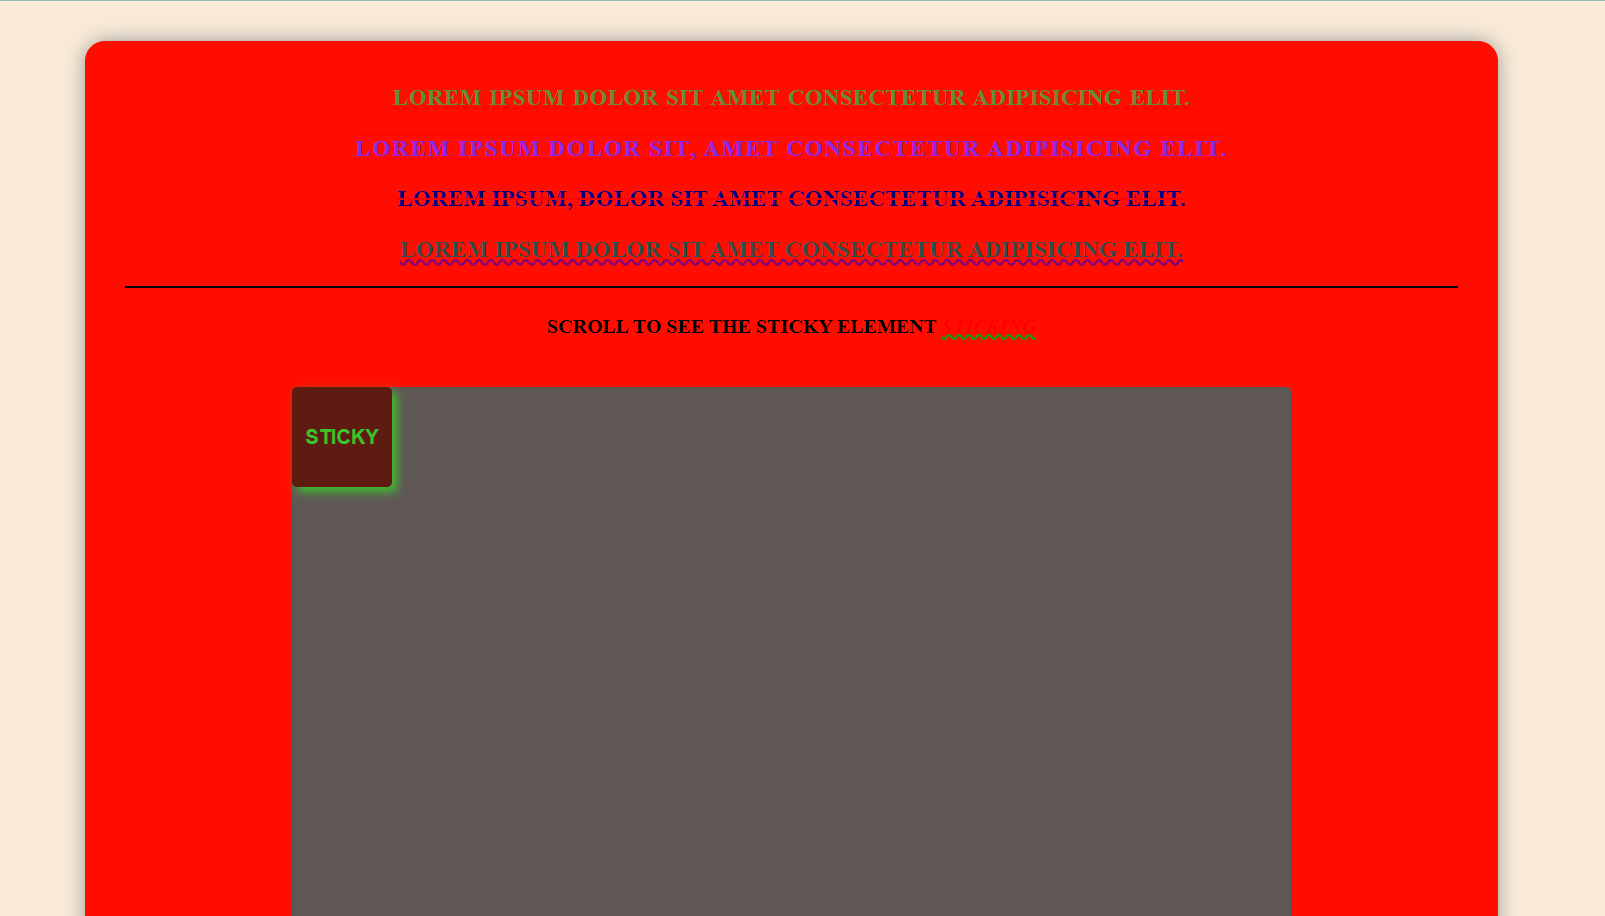 LOREM IPSUM DOLOR SIT AMET CONSECTETUR ADIPISICING ELIT.
LOREM IPSUM DOLOR SIT, AMET CONSECTETUR ADIPISICING ELIT.
LOREM IPSUM, DOLOR SIT AMET CONSECTETUR ADIPISICING ELIT.
LOREM IPSUM DOLOR SIT AMET CONSECTETUR ADIPISICING ELIT.
SCROLL TO SEE THE STICKY ELEMENT STICKING
STICKY